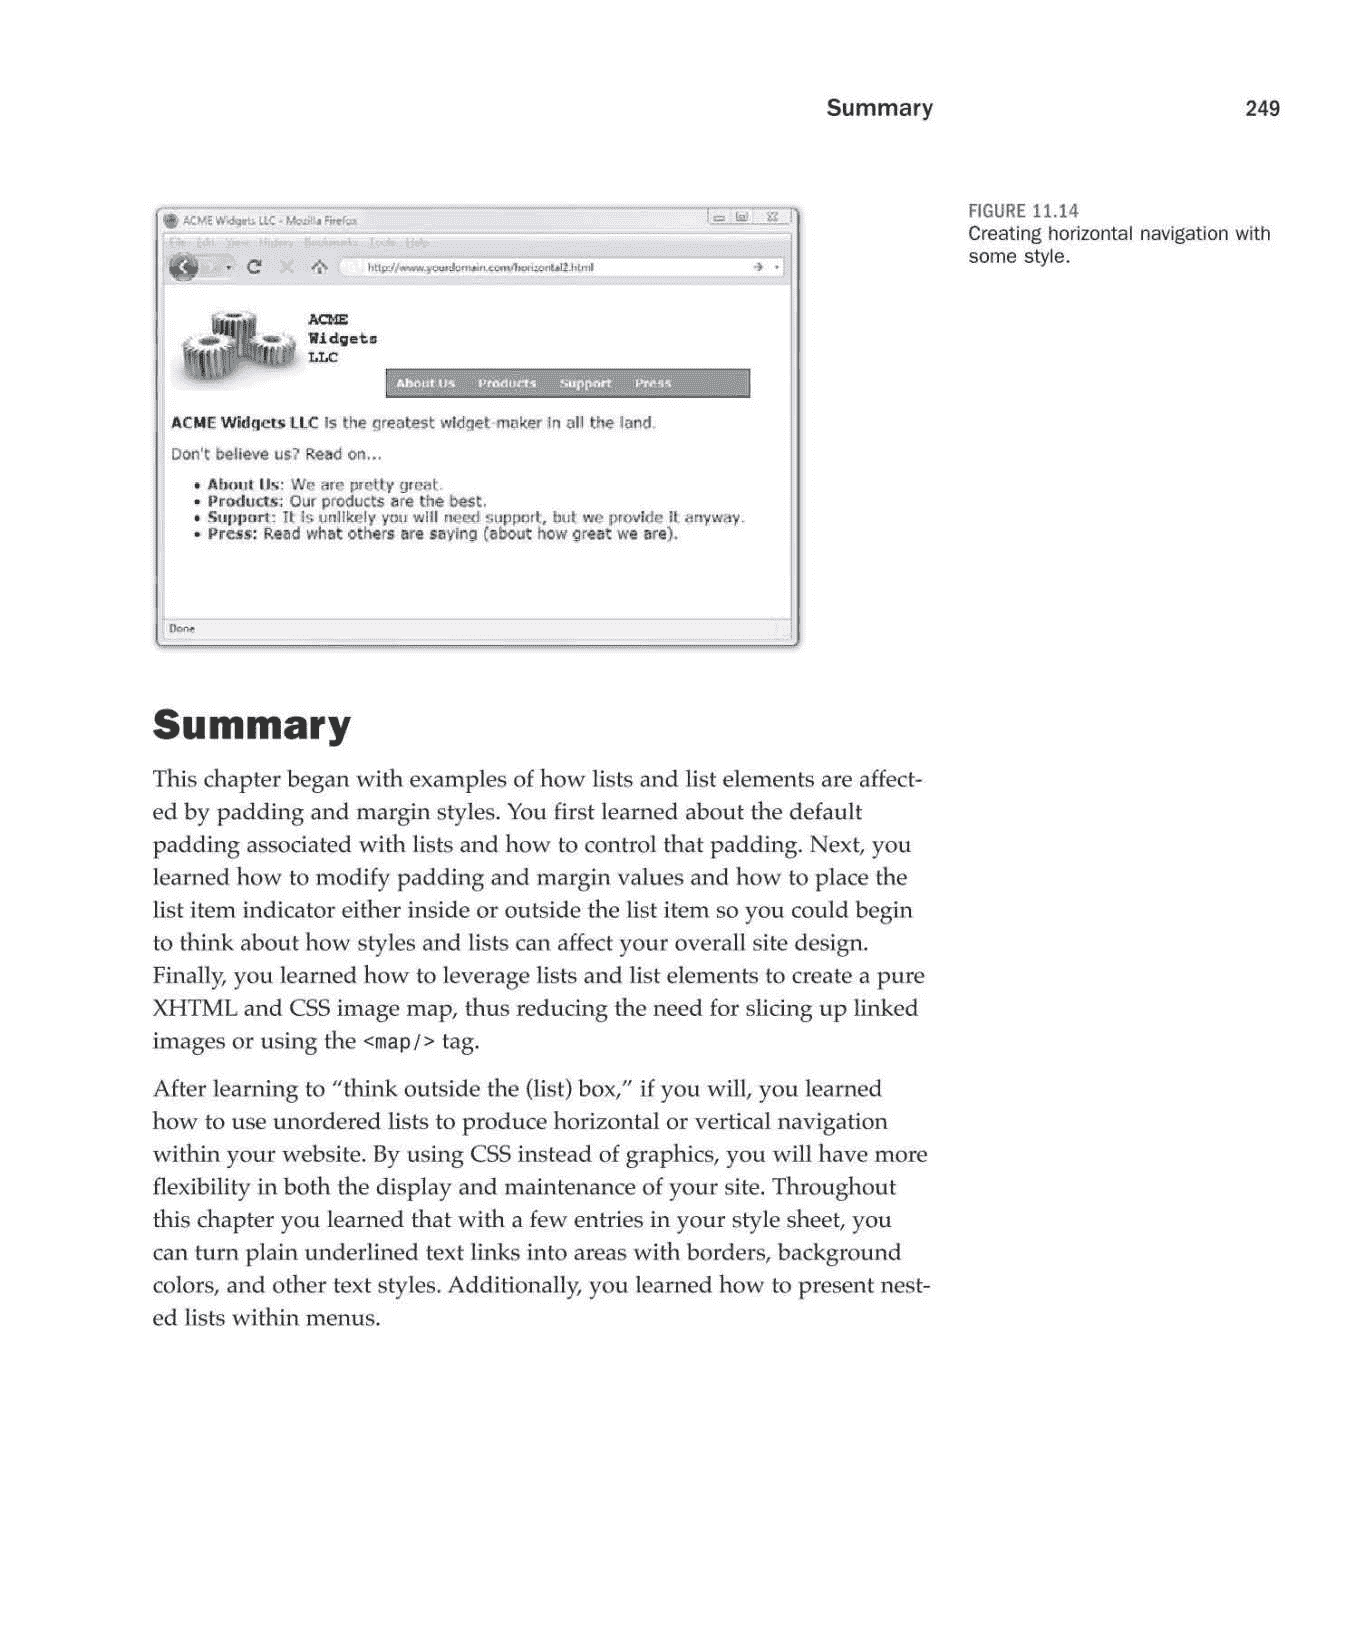 Summary 249
FIGURE 11.14
Creating horizontal navigation with
some style.
ACME Widgets LLC - Mozilla Firefox
File Edit View History Bookmarks Tools Help
http://www.yourdomain.com/horizontal2.html
ACME
Widgets
LLC
About Us Products Support Press
ACME Widgets LLC is the greatest widget-maker in all the land.
Don't believe us? Read on...
• About Us: We are pretty great.
• Products: Our products are the best.
• Support: It is unlikely you will need support, but we provide it anyway.
• Press: Read what others are saying (about how great we are).
Done
Summary
This chapter began with examples of how lists and list elements are affect-
ed by padding and margin styles. You first learned about the default
padding associated with lists and how to control that padding. Next, you
learned how to modify padding and margin values and how to place the
list item indicator either inside or outside the list item so you could begin
to think about how styles and lists can affect your overall site design.
Finally, you learned how to leverage lists and list elements to create a pure
XHTML and CSS image map, thus reducing the need for slicing up linked
images or using the <map/> tag.
After learning to “think outside the (list) box,” if you will, you learned
how to use unordered lists to produce horizontal or vertical navigation
within your website. By using CSS instead of graphics, you will have more
flexibility in both the display and maintenance of your site. Throughout
this chapter you learned that with a few entries in your style sheet, you
can turn plain underlined text links into areas with borders, background
colors, and other text styles. Additionally, you learned how to present nest-
ed lists within menus.